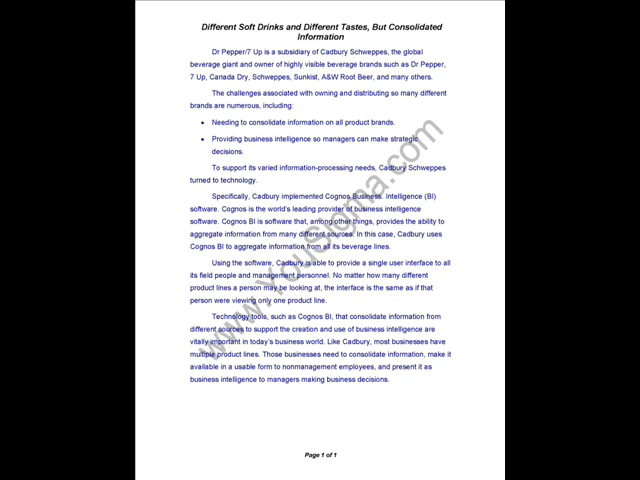 Different Soft Drinks and Different Tastes, But Consolidated
Information
Dr Pepper/7 Up is a subsidiary of Cadbury Schweppes, the global
beverage giant and owner of highly visible beverage brands such as Dr Pepper,
7 Up, Canada Dry, Schweppes, Sunkist, A&W Root Beer, and many others.
The challenges associated with owning and distributing so many different
brands are numerous, including:
• Needing to consolidate information on all product brands.
• Providing business intelligence so managers can make strategic
decisions.
To support its varied information-processing needs, Cadbury Schweppes
turned to technology.
Specifically, Cadbury implemented Cognos Business. Intelligence (BI)
software. Cognos is the world's leading provider of business intelligence
software. Cognos BI is software that, among other things, provides the ability to
aggregate information from many different sources. In this case, Cadbury uses
Cognos BI to aggregate information from all its beverage lines.
Using the software, Cadbury is able to provide a single user interface to all
its field people and management personnel. No matter how many different
product lines a person may be looking at, the interface is the same as if that
person were viewing only one product line.
Technology tools, such as Cognos BI, that consolidate information from
different sources to support the creation and use of business intelligence are
vitally important in today's business world. Like Cadbury, most businesses have
multiple product lines. Those businesses need to consolidate information, make it
available in a usable form to nonmanagement employees, and present it as
business intelligence to managers making business decisions.
www.YouSigma.com
Page 1 of 1